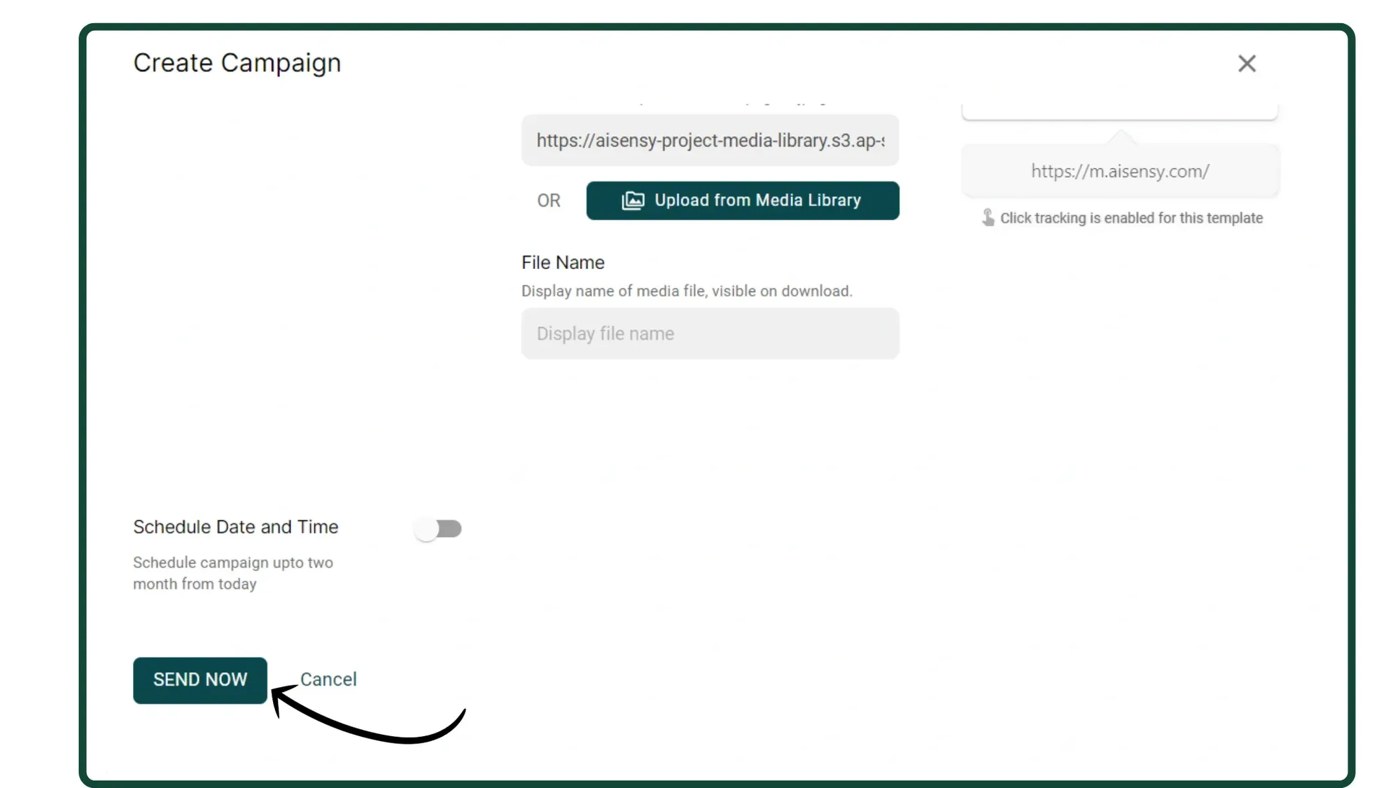 Create Campaign
https://aisensy-project-media-library.s3.ap-s
OR
Upload from Media Library
File Name
Display name of media file, visible on download.
Display file name
https://m.aisensy.com/
Click tracking is enabled for this template
Schedule Date and Time
Schedule campaign upto two
month from today
SEND NOW
Cancel